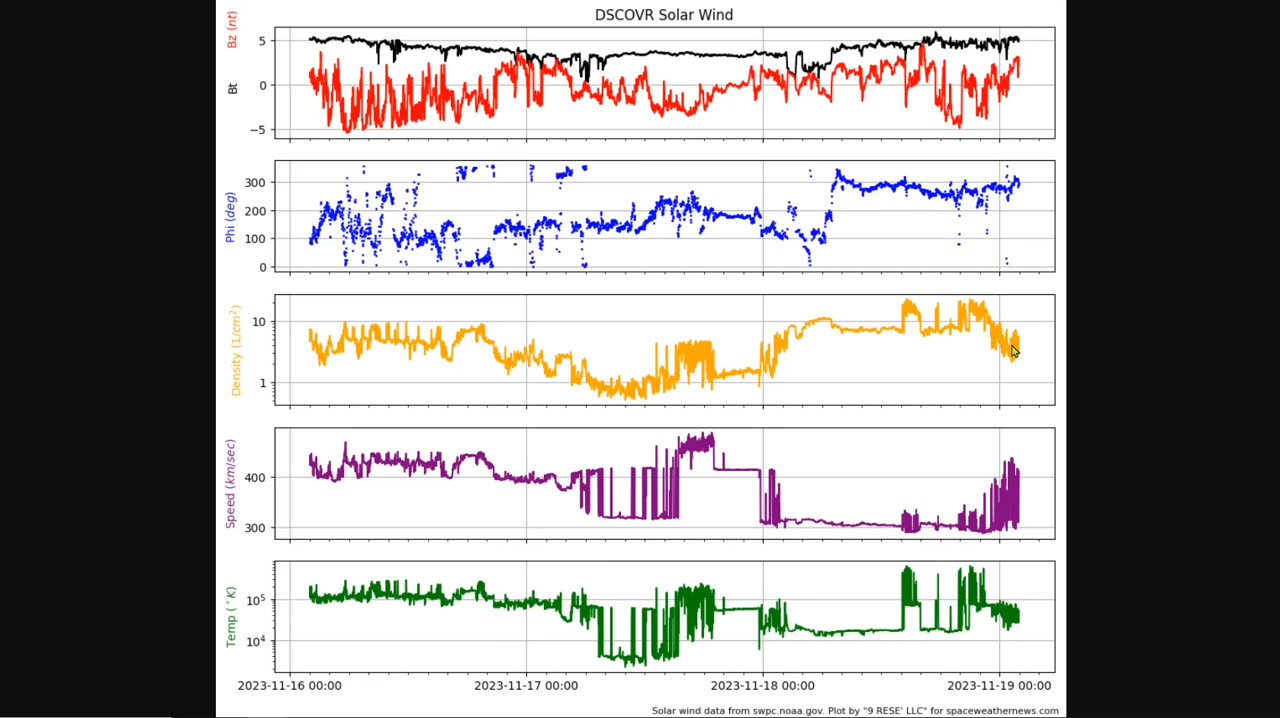 DSCOVR Solar Wind
Bt Bz (nt)
5
0
−5
Phi (deg)
300
200
100
0
Density (1/cm²)
10
1
Speed (km/sec)
400
300
Temp (°K)
10⁵
10⁴
2023-11-16 00:00 2023-11-17 00:00 2023-11-18 00:00 2023-11-19 00:00
Solar wind data from swpc.noaa.gov. Plot by "9 RESE' LLC" for spaceweathernews.com